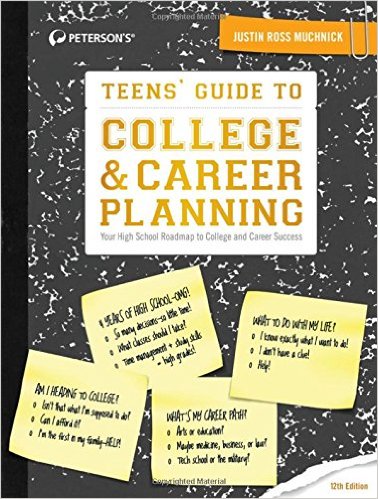 PETERSON'S
JUSTIN ROSS MUCHNICK
TEENS' GUIDE TO
COLLEGE
& CAREER
PLANNING
Your High School Roadmap to College and Career Success
4 YEARS OF HIGH SCHOOL-OMG!
o So many decisions-so little time!
o What classes should I take?
o Time management + study skills
= high grades!
WHAT TO DO WITH MY LIFE?
o I know exactly what I want to do!
o I don't have a clue!
o Help!
AM I HEADING TO COLLEGE?
o Isn't that what I'm supposed to do?
o Can I afford it?
o I'm the first in my family-HELP!
WHAT'S MY CAREER PATH?
o Arts or education?
o Maybe medicine, business, or law?
o Tech school or the military?
12th Edition